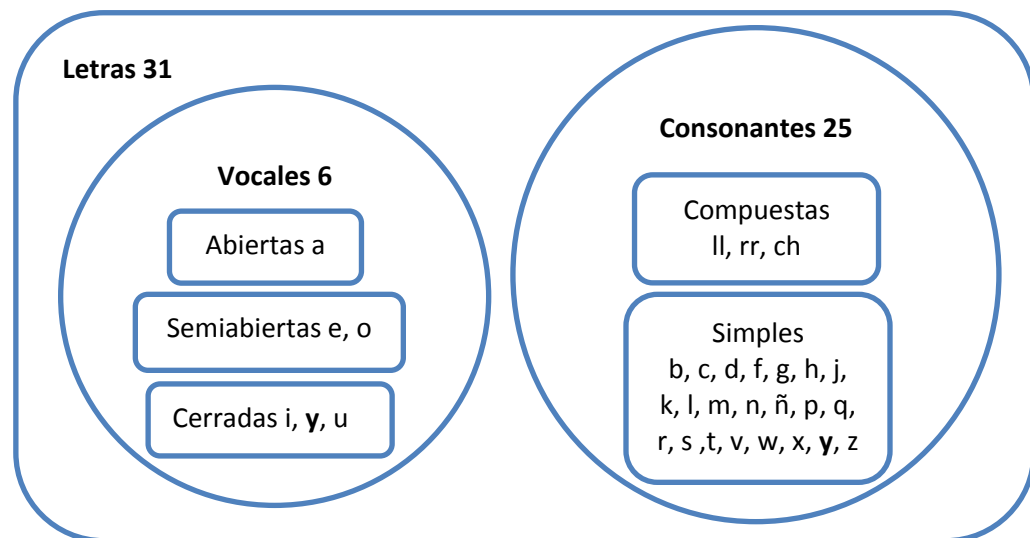 Letras 31
Vocales 6
Abiertas a
Semiabiertas e, o
Cerradas i, y, u
Consonantes 25
Compuestas
ll, rr, ch
Simples
b, c, d, f, g, h, j,
k, l, m, n, ñ, p, q,
r, s ,t, v, w, x, y, z